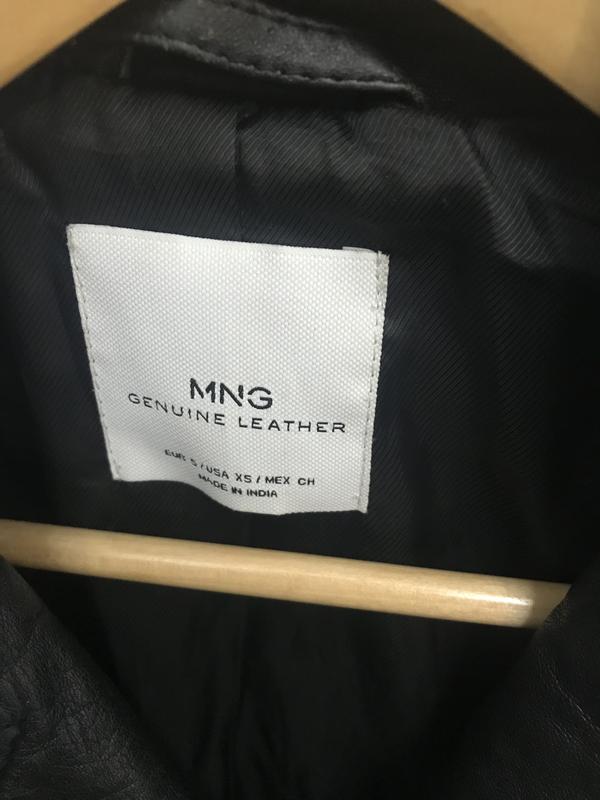 MNG
GENUINE LEATHER
EUR S / USA XS / MEX CH
MADE IN INDIA